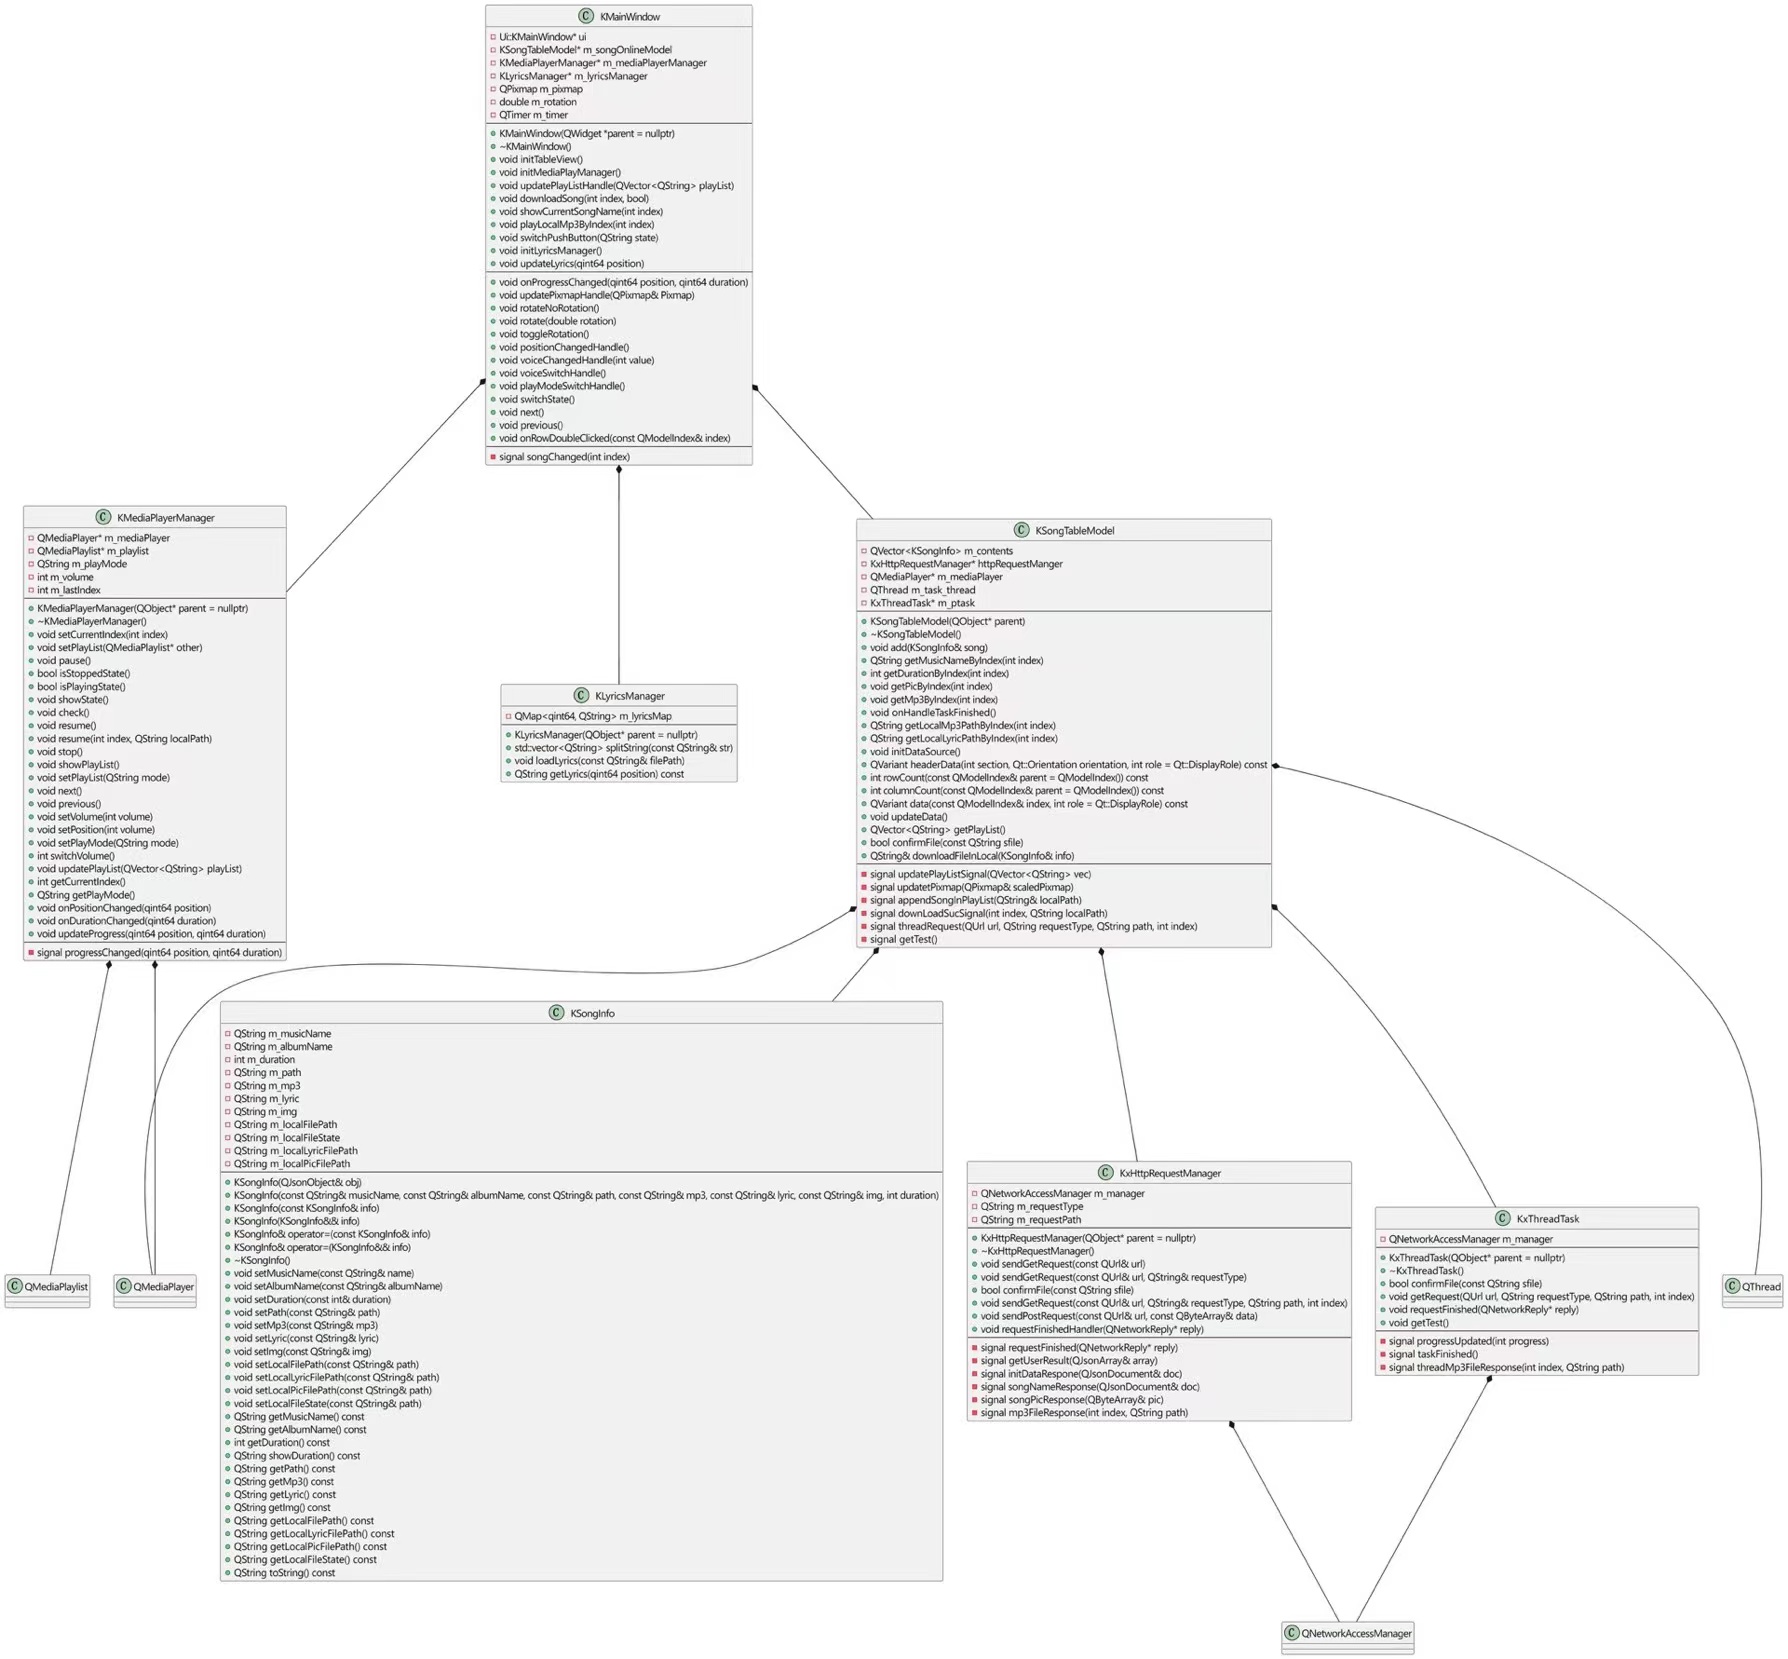 KMainWindow
Ui::KMainWindow* ui
KSongTableModel* m_songOnlineModel
KMediaPlayerManager* m_mediaPlayerManager
KLyricsManager* m_lyricsManager
QPixmap m_pixmap
double m_rotation
QTimer m_timer
KMainWindow(QWidget *parent = nullptr)
~KMainWindow()
void initTableView()
void initMediaPlayManager()
void updatePlayListHandle(QVector<QString> playList)
void downloadSong(int index, bool)
void showCurrentSongName(int index)
void playLocalMp3ByIndex(int index)
void switchPushButton(QString state)
void initLyricsManager()
void updateLyrics(qint64 position)
void onProgressChanged(qint64 position, qint64 duration)
void updatePixmapHandle(QPixmap& Pixmap)
void rotateNoRotation()
void rotate(double rotation)
void toggleRotation()
void positionChangedHandle()
void voiceChangedHandle(int value)
void voiceSwitchHandle()
void playModeSwitchHandle()
void switchState()
void next()
void previous()
void onRowDoubleClicked(const QModelIndex& index)
signal songChanged(int index)
KMediaPlayerManager
QMediaPlayer* m_mediaPlayer
QMediaPlaylist* m_playlist
QString m_playMode
int m_volume
int m_lastIndex
KMediaPlayerManager(QObject* parent = nullptr)
~KMediaPlayerManager()
void setCurrentIndex(int index)
void setPlayList(QMediaPlaylist* other)
void pause()
bool isStoppedState()
bool isPlayingState()
void showState()
void check()
void resume()
void resume(int index, QString localPath)
void stop()
void showPlayList()
void setPlayList(QString mode)
void next()
void previous()
void setVolume(int volume)
void setPosition(int volume)
void setPlayMode(QString mode)
int switchVolume()
void updatePlayList(QVector<QString> playList)
int getCurrentIndex()
QString getPlayMode()
void onPositionChanged(qint64 position)
void onDurationChanged(qint64 duration)
void updateProgress(qint64 position, qint64 duration)
signal progressChanged(qint64 position, qint64 duration)
KLyricsManager
QMap<qint64, QString> m_lyricsMap
KLyricsManager(QObject* parent = nullptr)
std::vector<QString> splitString(const QString& str)
void loadLyrics(const QString& filePath)
QString getLyrics(qint64 position) const
KSongTableModel
QVector<KSongInfo> m_contents
KxHttpRequestManager* httpRequestManger
QMediaPlayer* m_mediaPlayer
QThread m_task_thread
KxThreadTask* m_ptask
KSongTableModel(QObject* parent)
~KSongTableModel()
void add(KSongInfo& song)
QString getMusicNameByIndex(int index)
int getDurationByIndex(int index)
void getPicByIndex(int index)
void getMp3ByIndex(int index)
void onHandleTaskFinished()
QString getLocalMp3PathByIndex(int index)
QString getLocalLyricPathByIndex(int index)
void initDataSource()
QVariant headerData(int section, Qt::Orientation orientation, int role = Qt::DisplayRole) const
int rowCount(const QModelIndex& parent = QModelIndex()) const
int columnCount(const QModelIndex& parent = QModelIndex()) const
QVariant data(const QModelIndex& index, int role = Qt::DisplayRole) const
void updateData()
QVector<QString> getPlayList()
bool confirmFile(const QString sfile)
QString& downloadFileInLocal(KSongInfo& info)
signal updatePlayListSignal(QVector<QString> vec)
signal updatetPixmap(QPixmap& scaledPixmap)
signal appendSongInPlayList(QString& localPath)
signal downLoadSucSignal(int index, QString localPath)
signal threadRequest(QUrl url, QString requestType, QString path, int index)
signal getTest()
KSongInfo
QString m_musicName
QString m_albumName
int m_duration
QString m_path
QString m_mp3
QString m_lyric
QString m_img
QString m_localFilePath
QString m_localFileState
QString m_localLyricFilePath
QString m_localPicFilePath
KSongInfo(QJsonObject& obj)
KSongInfo(const QString& musicName, const QString& albumName, const QString& path, const QString& mp3, const QString& lyric, const QString& img, int duration)
KSongInfo(const KSongInfo& info)
KSongInfo(KSongInfo&& info)
KSongInfo& operator=(const KSongInfo& info)
KSongInfo& operator=(KSongInfo&& info)
~KSongInfo()
void setMusicName(const QString& name)
void setAlbumName(const QString& albumName)
void setDuration(const int& duration)
void setPath(const QString& path)
void setMp3(const QString& mp3)
void setLyric(const QString& lyric)
void setImg(const QString& img)
void setLocalFilePath(const QString& path)
void setLocalLyricFilePath(const QString& path)
void setLocalPicFilePath(const QString& path)
void setLocalFileState(const QString& path)
QString getMusicName() const
QString getAlbumName() const
int getDuration() const
QString showDuration() const
QString getPath() const
QString getMp3() const
QString getLyric() const
QString getImg() const
QString getLocalFilePath() const
QString getLocalLyricFilePath() const
QString getLocalPicFilePath() const
QString getLocalFileState() const
QString toString() const
KxHttpRequestManager
QNetworkAccessManager m_manager
QString m_requestType
QString m_requestPath
KxHttpRequestManager(QObject* parent = nullptr)
~KxHttpRequestManager()
void sendGetRequest(const QUrl& url)
void sendGetRequest(const QUrl& url, QString& requestType)
bool confirmFile(const QString sfile)
void sendGetRequest(const QUrl& url, QString& requestType, QString path, int index)
void sendPostRequest(const QUrl& url, const QByteArray& data)
void requestFinishedHandler(QNetworkReply* reply)
signal requestFinished(QNetworkReply* reply)
signal getUserResult(QJsonArray& array)
signal initDataRespone(QJsonDocument& doc)
signal songNameResponse(QJsonDocument& doc)
signal songPicResponse(QByteArray& pic)
signal mp3FileResponse(int index, QString path)
KxThreadTask
QNetworkAccessManager m_manager
KxThreadTask(QObject* parent = nullptr)
~KxThreadTask()
bool confirmFile(const QString sfile)
void getRequest(QUrl url, QString requestType, QString path, int index)
void requestFinished(QNetworkReply* reply)
void getTest()
signal progressUpdated(int progress)
signal taskFinished()
signal threadMp3FileResponse(int index, QString path)
QMediaPlaylist
QMediaPlayer
QThread
QNetworkAccessManager